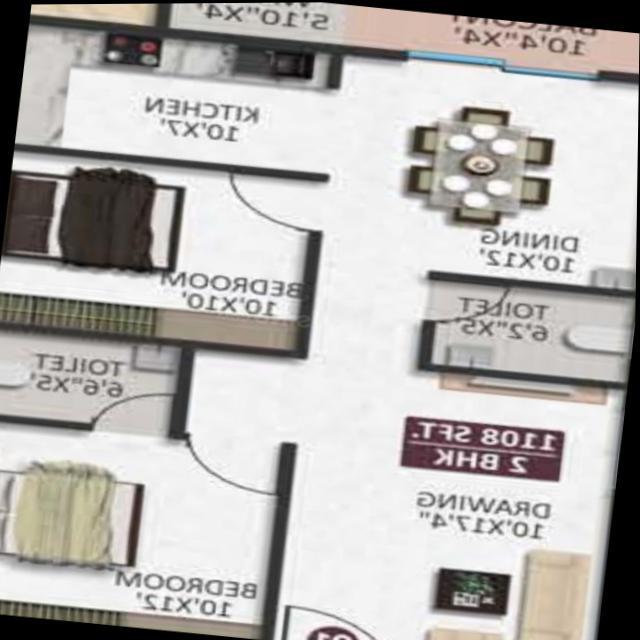 5'10"X4'
BALCONY
10'4"X4'
KITCHEN
10'X7'
DINING
10'X12'
BEDROOM
10'X10'
TOILET
6'2"X5'
TOILET
6'6"X5'
1108 SFT.
2 BHK
DRAWING
10'X17'4"
BEDROOM
10'X12'